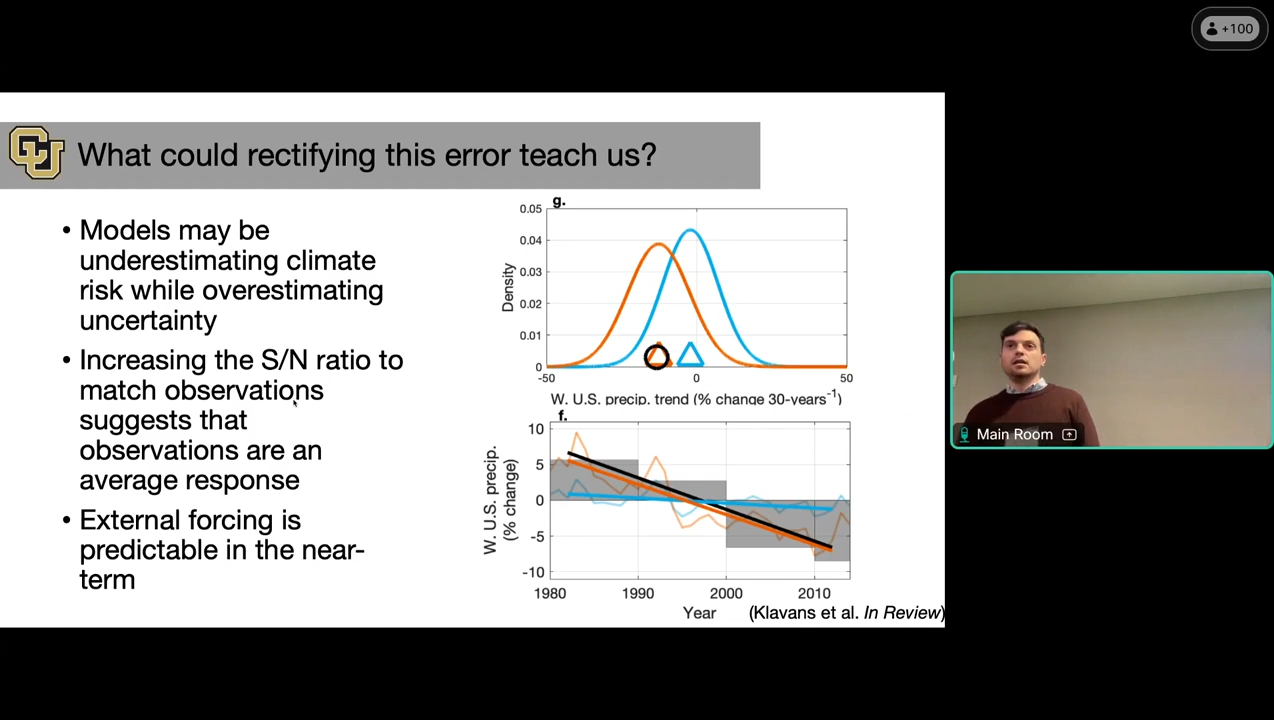 +100
CU
What could rectifying this error teach us?
• Models may be
underestimating climate
risk while overestimating
uncertainty
• Increasing the S/N ratio to
match observations
suggests that
observations are an
average response
• External forcing is
predictable in the near-
term
g.
0.05
0.04
0.03
0.02
0.01
0
Density
-50 0 50
W. U.S. precip. trend (% change 30-years⁻¹)
f.
10
5
0
-5
-10
W. U.S. precip.
(% change)
1980 1990 2000 2010
Year
(Klavans et al. In Review)
Main Room